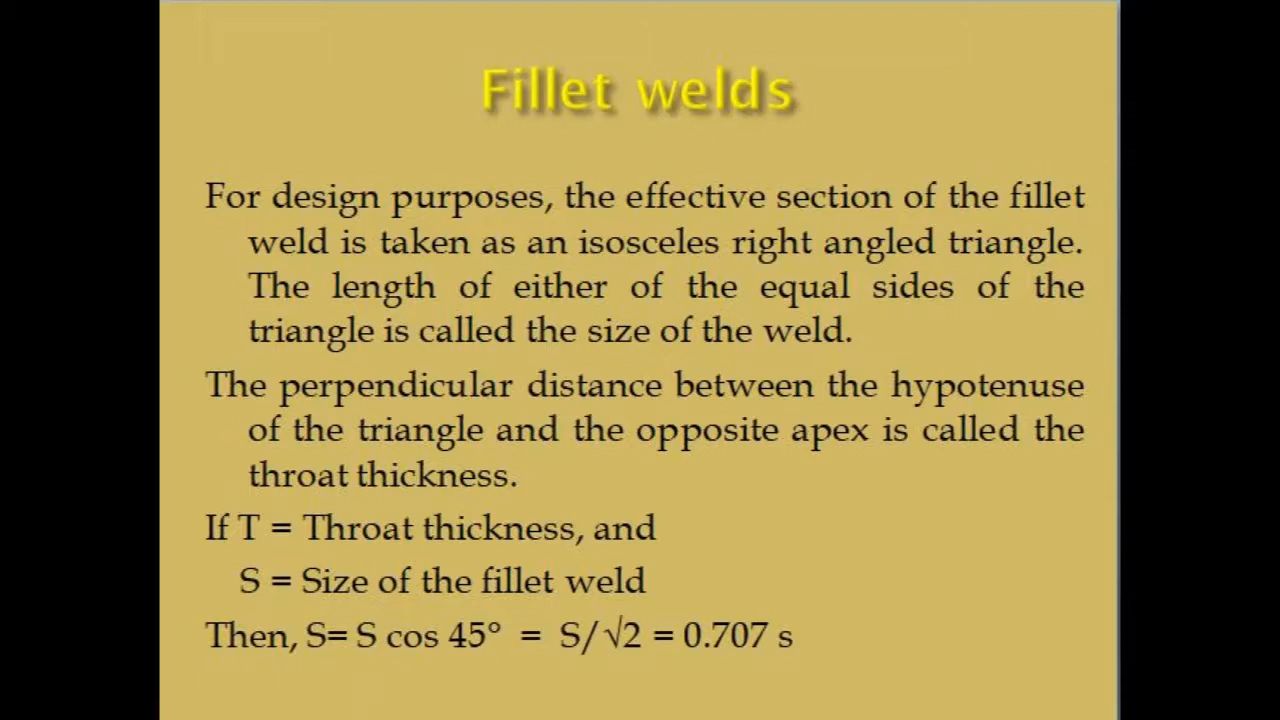 Fillet welds
For design purposes, the effective section of the fillet
weld is taken as an isosceles right angled triangle.
The length of either of the equal sides of the
triangle is called the size of the weld.
The perpendicular distance between the hypotenuse
of the triangle and the opposite apex is called the
throat thickness.
If T = Throat thickness, and
S = Size of the fillet weld
Then, S= S cos 45° = S/√2 = 0.707 s